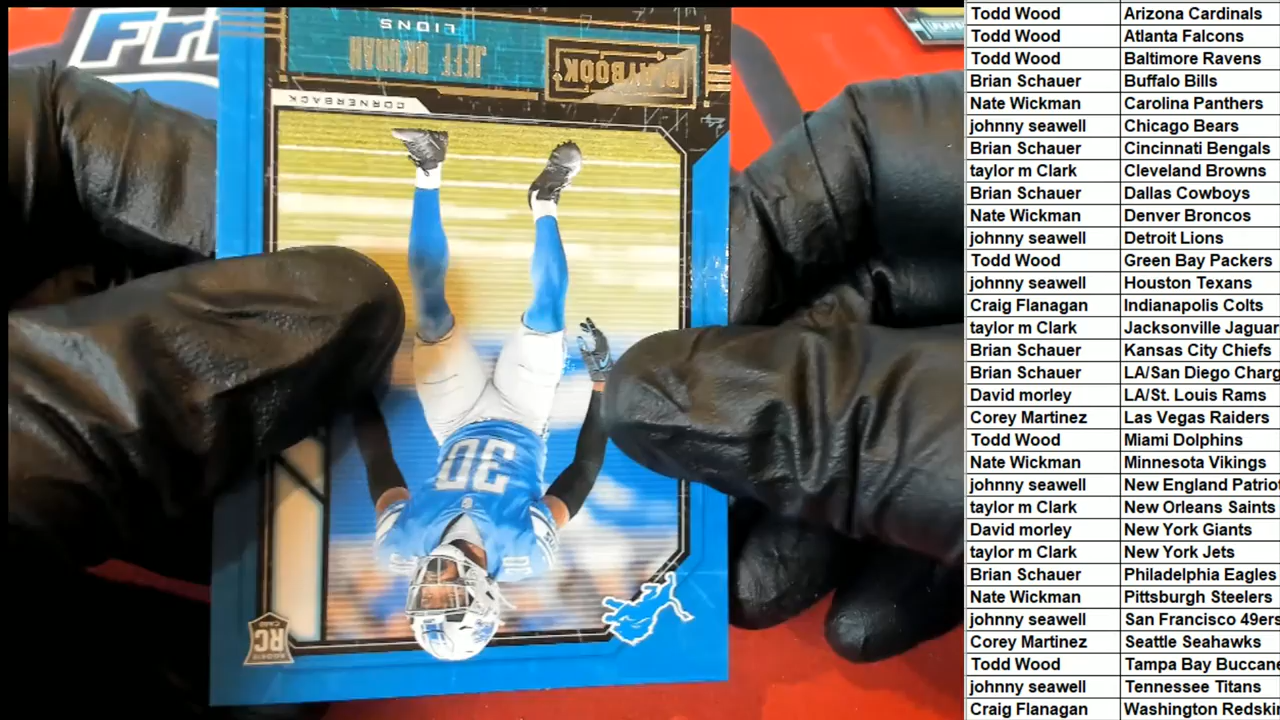 Fri
LIONS
JEFF OKUDAH
PLAYBOOK
CORNERBACK
30
RC
ROOKIE CARD
Todd Wood Arizona Cardinals
Todd Wood Atlanta Falcons
Todd Wood Baltimore Ravens
Brian Schauer Buffalo Bills
Nate Wickman Carolina Panthers
johnny seawell Chicago Bears
Brian Schauer Cincinnati Bengals
taylor m Clark Cleveland Browns
Brian Schauer Dallas Cowboys
Nate Wickman Denver Broncos
johnny seawell Detroit Lions
Todd Wood Green Bay Packers
johnny seawell Houston Texans
Craig Flanagan Indianapolis Colts
taylor m Clark Jacksonville Jaguar
Brian Schauer Kansas City Chiefs
Brian Schauer LA/San Diego Charg
David morley LA/St. Louis Rams
Corey Martinez Las Vegas Raiders
Todd Wood Miami Dolphins
Nate Wickman Minnesota Vikings
johnny seawell New England Patriot
taylor m Clark New Orleans Saints
David morley New York Giants
taylor m Clark New York Jets
Brian Schauer Philadelphia Eagles
Nate Wickman Pittsburgh Steelers
johnny seawell San Francisco 49ers
Corey Martinez Seattle Seahawks
Todd Wood Tampa Bay Buccane
johnny seawell Tennessee Titans
Craig Flanagan Washington Redskin